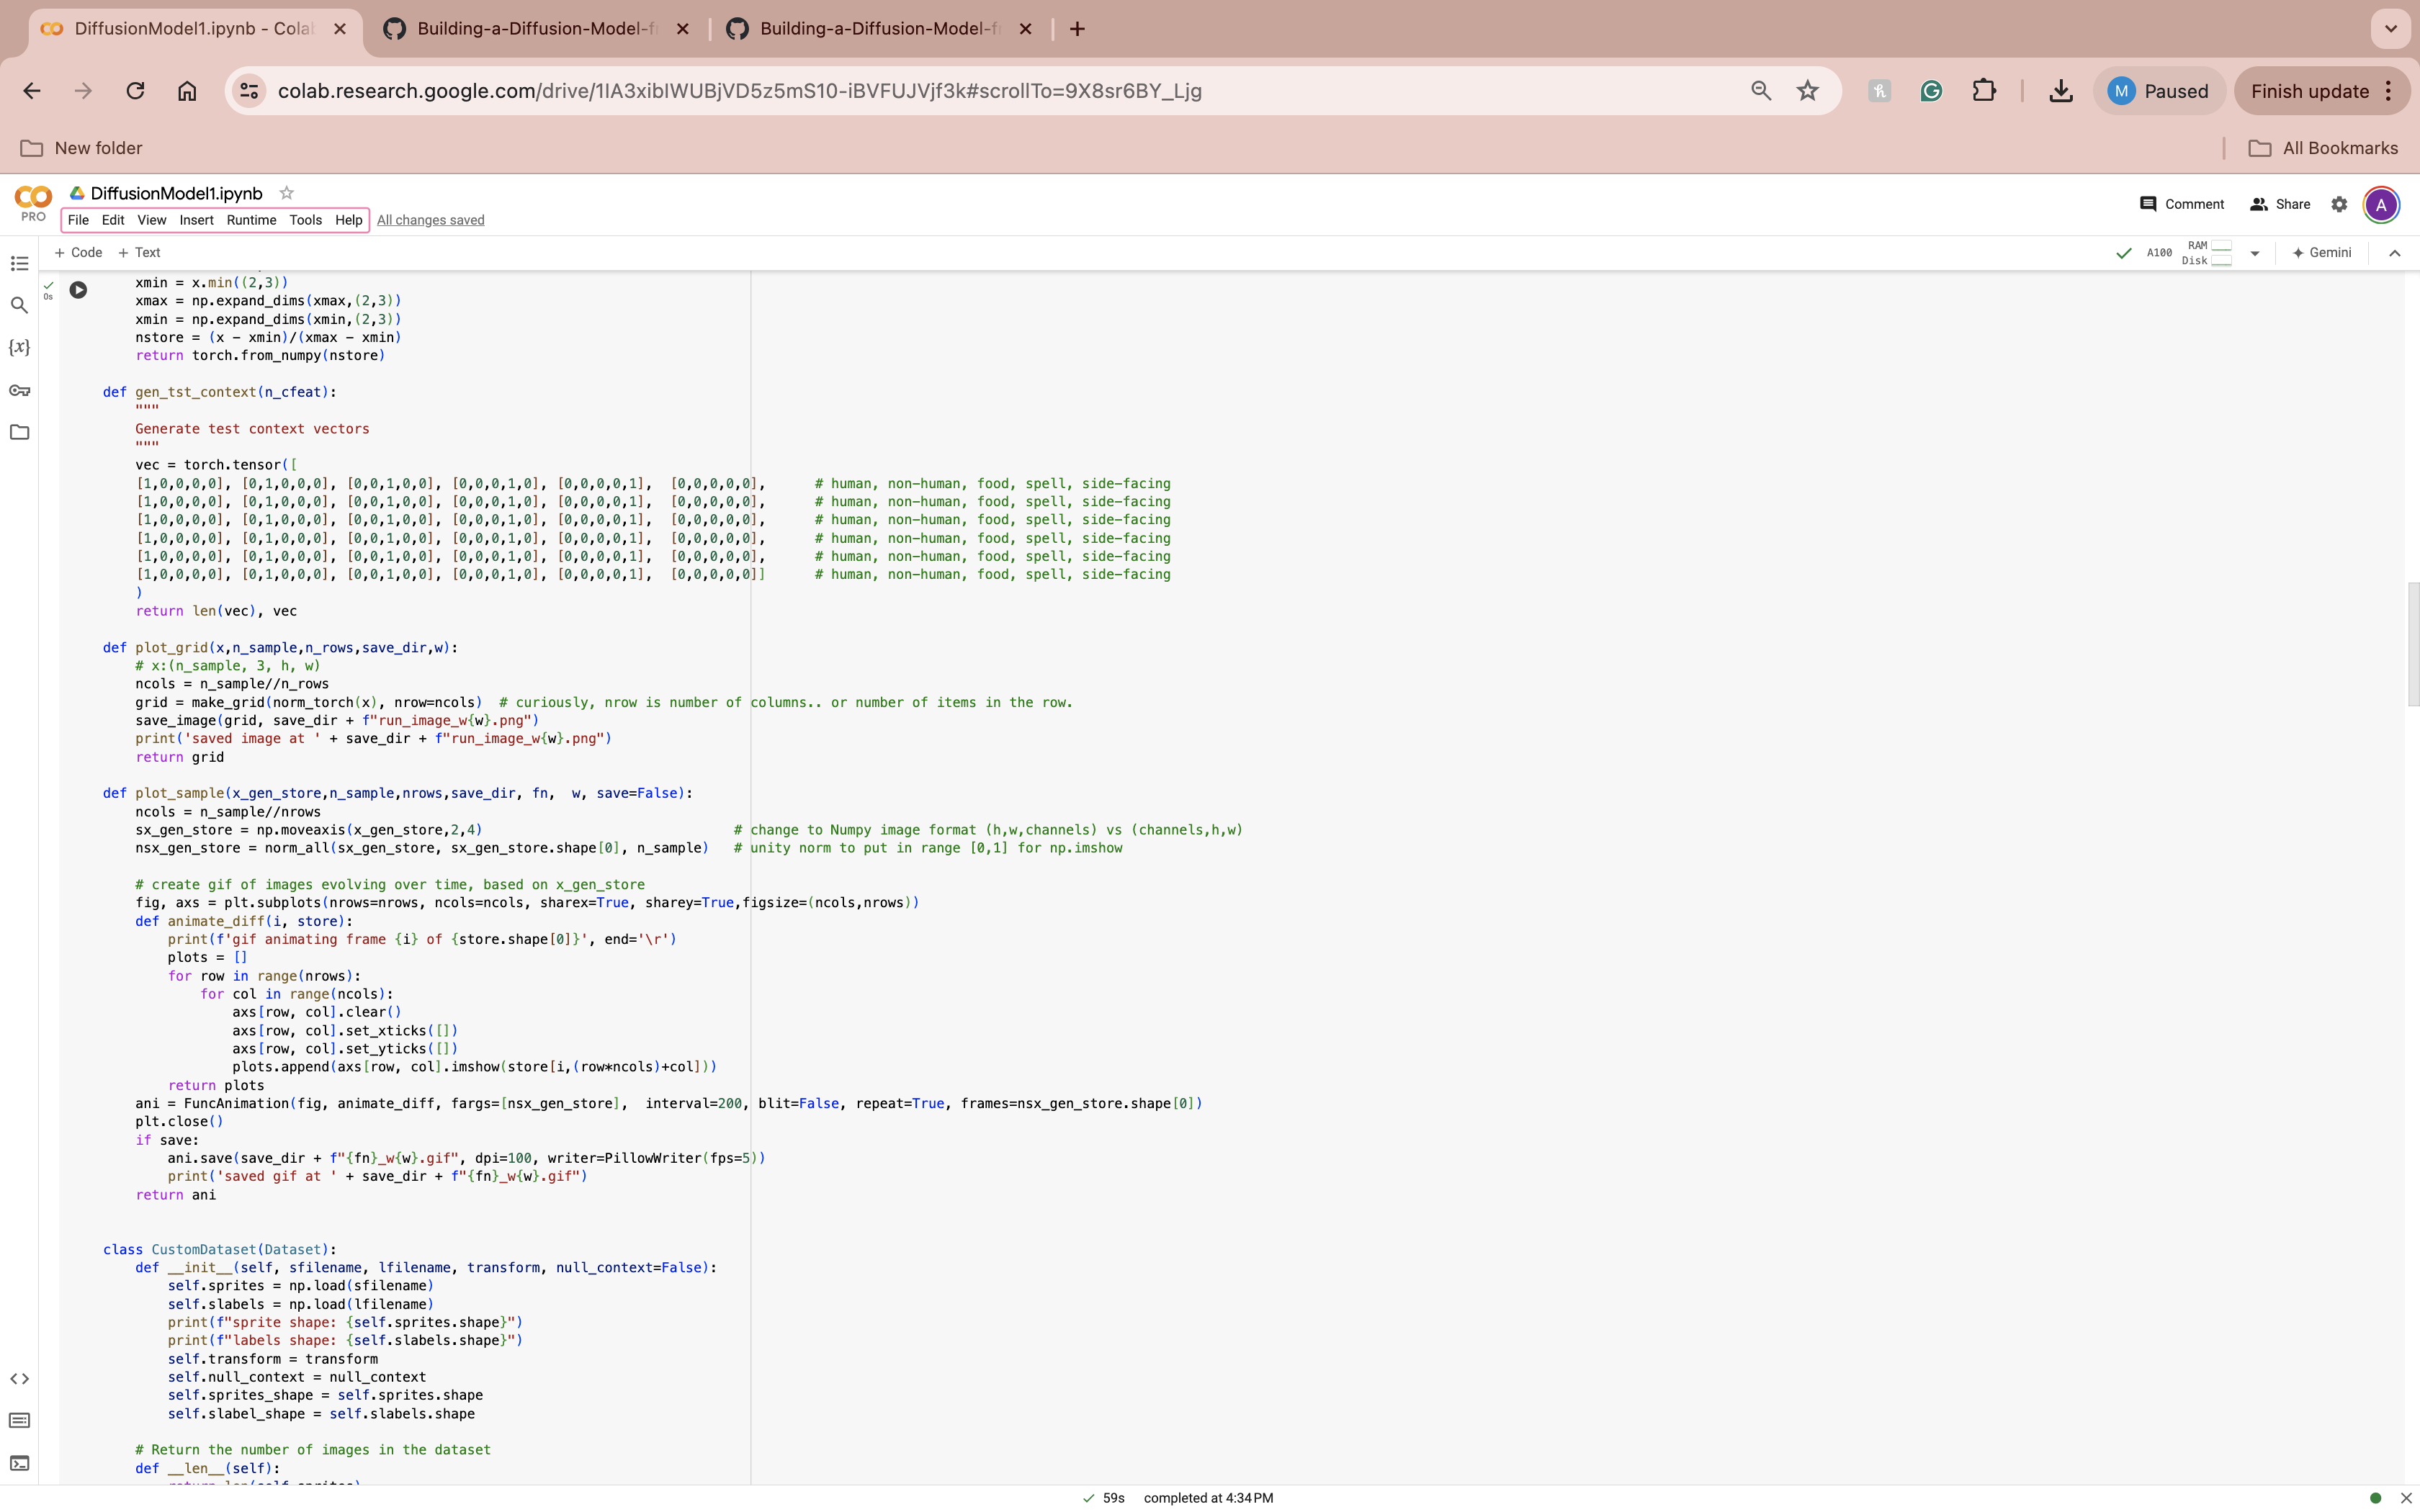 DiffusionModel1.ipynb - Cola
Building-a-Diffusion-Model-f
Building-a-Diffusion-Model-f
colab.research.google.com/drive/1IA3xibIWUBjVD5z5mS10-iBVFUJVjf3k#scrollTo=9X8sr6BY_Ljg
M Paused
Finish update
New folder
All Bookmarks
CO PRO
DiffusionModel1.ipynb
File Edit View Insert Runtime Tools Help All changes saved
Comment Share A
+ Code + Text
A100 RAM Disk Gemini
0s
{x}
xmin = x.min((2,3))
xmax = np.expand_dims(xmax,(2,3))
xmin = np.expand_dims(xmin,(2,3))
nstore = (x - xmin)/(xmax - xmin)
return torch.from_numpy(nstore)
def gen_tst_context(n_cfeat):
"""
Generate test context vectors
"""
vec = torch.tensor([
[1,0,0,0,0], [0,1,0,0,0], [0,0,1,0,0], [0,0,0,1,0], [0,0,0,0,1], [0,0,0,0,0], # human, non-human, food, spell, side-facing
[1,0,0,0,0], [0,1,0,0,0], [0,0,1,0,0], [0,0,0,1,0], [0,0,0,0,1], [0,0,0,0,0], # human, non-human, food, spell, side-facing
[1,0,0,0,0], [0,1,0,0,0], [0,0,1,0,0], [0,0,0,1,0], [0,0,0,0,1], [0,0,0,0,0], # human, non-human, food, spell, side-facing
[1,0,0,0,0], [0,1,0,0,0], [0,0,1,0,0], [0,0,0,1,0], [0,0,0,0,1], [0,0,0,0,0], # human, non-human, food, spell, side-facing
[1,0,0,0,0], [0,1,0,0,0], [0,0,1,0,0], [0,0,0,1,0], [0,0,0,0,1], [0,0,0,0,0], # human, non-human, food, spell, side-facing
[1,0,0,0,0], [0,1,0,0,0], [0,0,1,0,0], [0,0,0,1,0], [0,0,0,0,1], [0,0,0,0,0]] # human, non-human, food, spell, side-facing
)
return len(vec), vec
def plot_grid(x,n_sample,n_rows,save_dir,w):
# x:(n_sample, 3, h, w)
ncols = n_sample//n_rows
grid = make_grid(norm_torch(x), nrow=ncols) # curiously, nrow is number of columns.. or number of items in the row.
save_image(grid, save_dir + f"run_image_w{w}.png")
print('saved image at ' + save_dir + f"run_image_w{w}.png")
return grid
def plot_sample(x_gen_store,n_sample,nrows,save_dir, fn, w, save=False):
ncols = n_sample//nrows
sx_gen_store = np.moveaxis(x_gen_store,2,4) # change to Numpy image format (h,w,channels) vs (channels,h,w)
nsx_gen_store = norm_all(sx_gen_store, sx_gen_store.shape[0], n_sample) # unity norm to put in range [0,1] for np.imshow
# create gif of images evolving over time, based on x_gen_store
fig, axs = plt.subplots(nrows=nrows, ncols=ncols, sharex=True, sharey=True,figsize=(ncols,nrows))
def animate_diff(i, store):
print(f'gif animating frame {i} of {store.shape[0]}', end='\r')
plots = []
for row in range(nrows):
for col in range(ncols):
axs[row, col].clear()
axs[row, col].set_xticks([])
axs[row, col].set_yticks([])
plots.append(axs[row, col].imshow(store[i,(row*ncols)+col]))
return plots
ani = FuncAnimation(fig, animate_diff, fargs=[nsx_gen_store], interval=200, blit=False, repeat=True, frames=nsx_gen_store.shape[0])
plt.close()
if save:
ani.save(save_dir + f"{fn}_w{w}.gif", dpi=100, writer=PillowWriter(fps=5))
print('saved gif at ' + save_dir + f"{fn}_w{w}.gif")
return ani
class CustomDataset(Dataset):
def __init__(self, sfilename, lfilename, transform, null_context=False):
self.sprites = np.load(sfilename)
self.slabels = np.load(lfilename)
print(f"sprite shape: {self.sprites.shape}")
print(f"labels shape: {self.slabels.shape}")
self.transform = transform
self.null_context = null_context
self.sprites_shape = self.sprites.shape
self.slabel_shape = self.slabels.shape
# Return the number of images in the dataset
def __len__(self):
59s completed at 4:34 PM